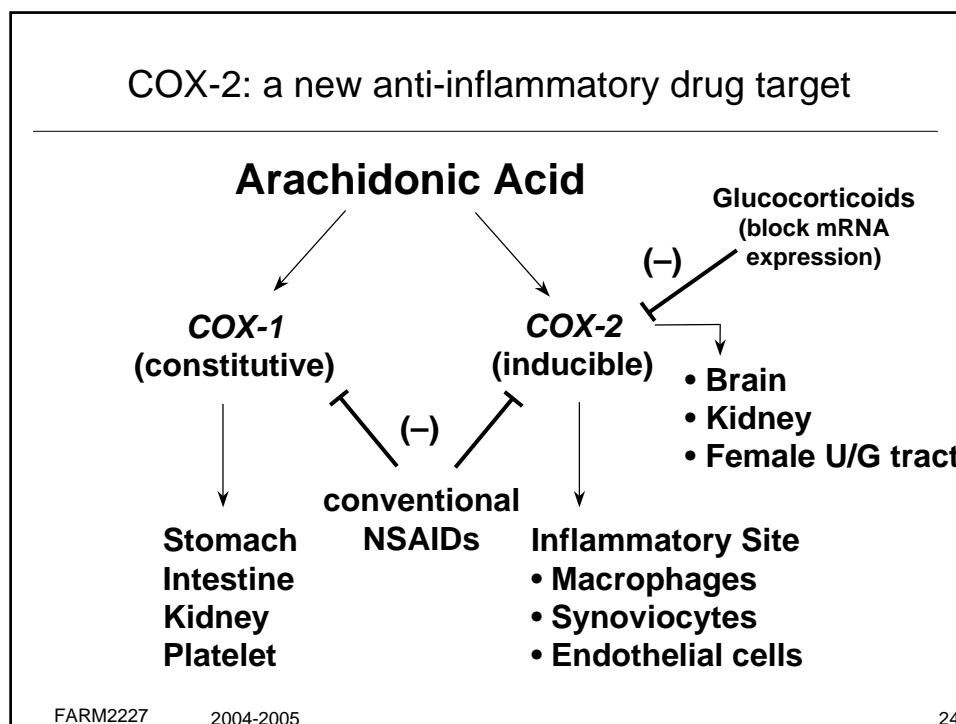 COX-2: a new anti-inflammatory drug target
Arachidonic Acid
Glucocorticoids
(block mRNA
expression)
(–)
COX-1
(constitutive)
COX-2
(inducible)
• Brain
• Kidney
• Female U/G tract
(–)
conventional
NSAIDs
Stomach
Intestine
Kidney
Platelet
Inflammatory Site
• Macrophages
• Synoviocytes
• Endothelial cells
FARM2227
2004-2005
24